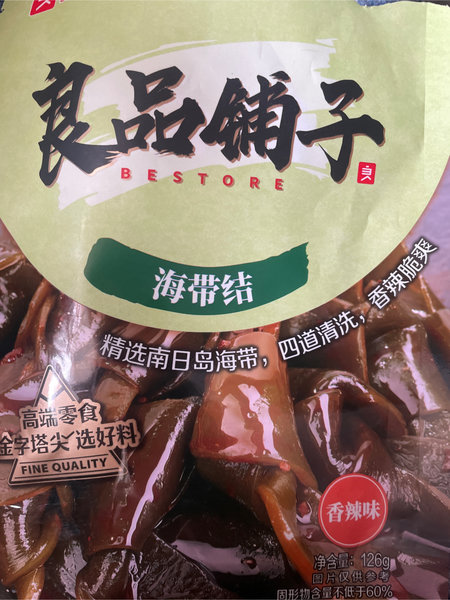 良品铺子
BESTORE
良
海带结
精选南日岛海带，四道清洗，香辣脆爽
高端零食
金字塔尖 选好料
FINE QUALITY
香辣味
净含量：126g
图片仅供参考
固形物含量不低于60%